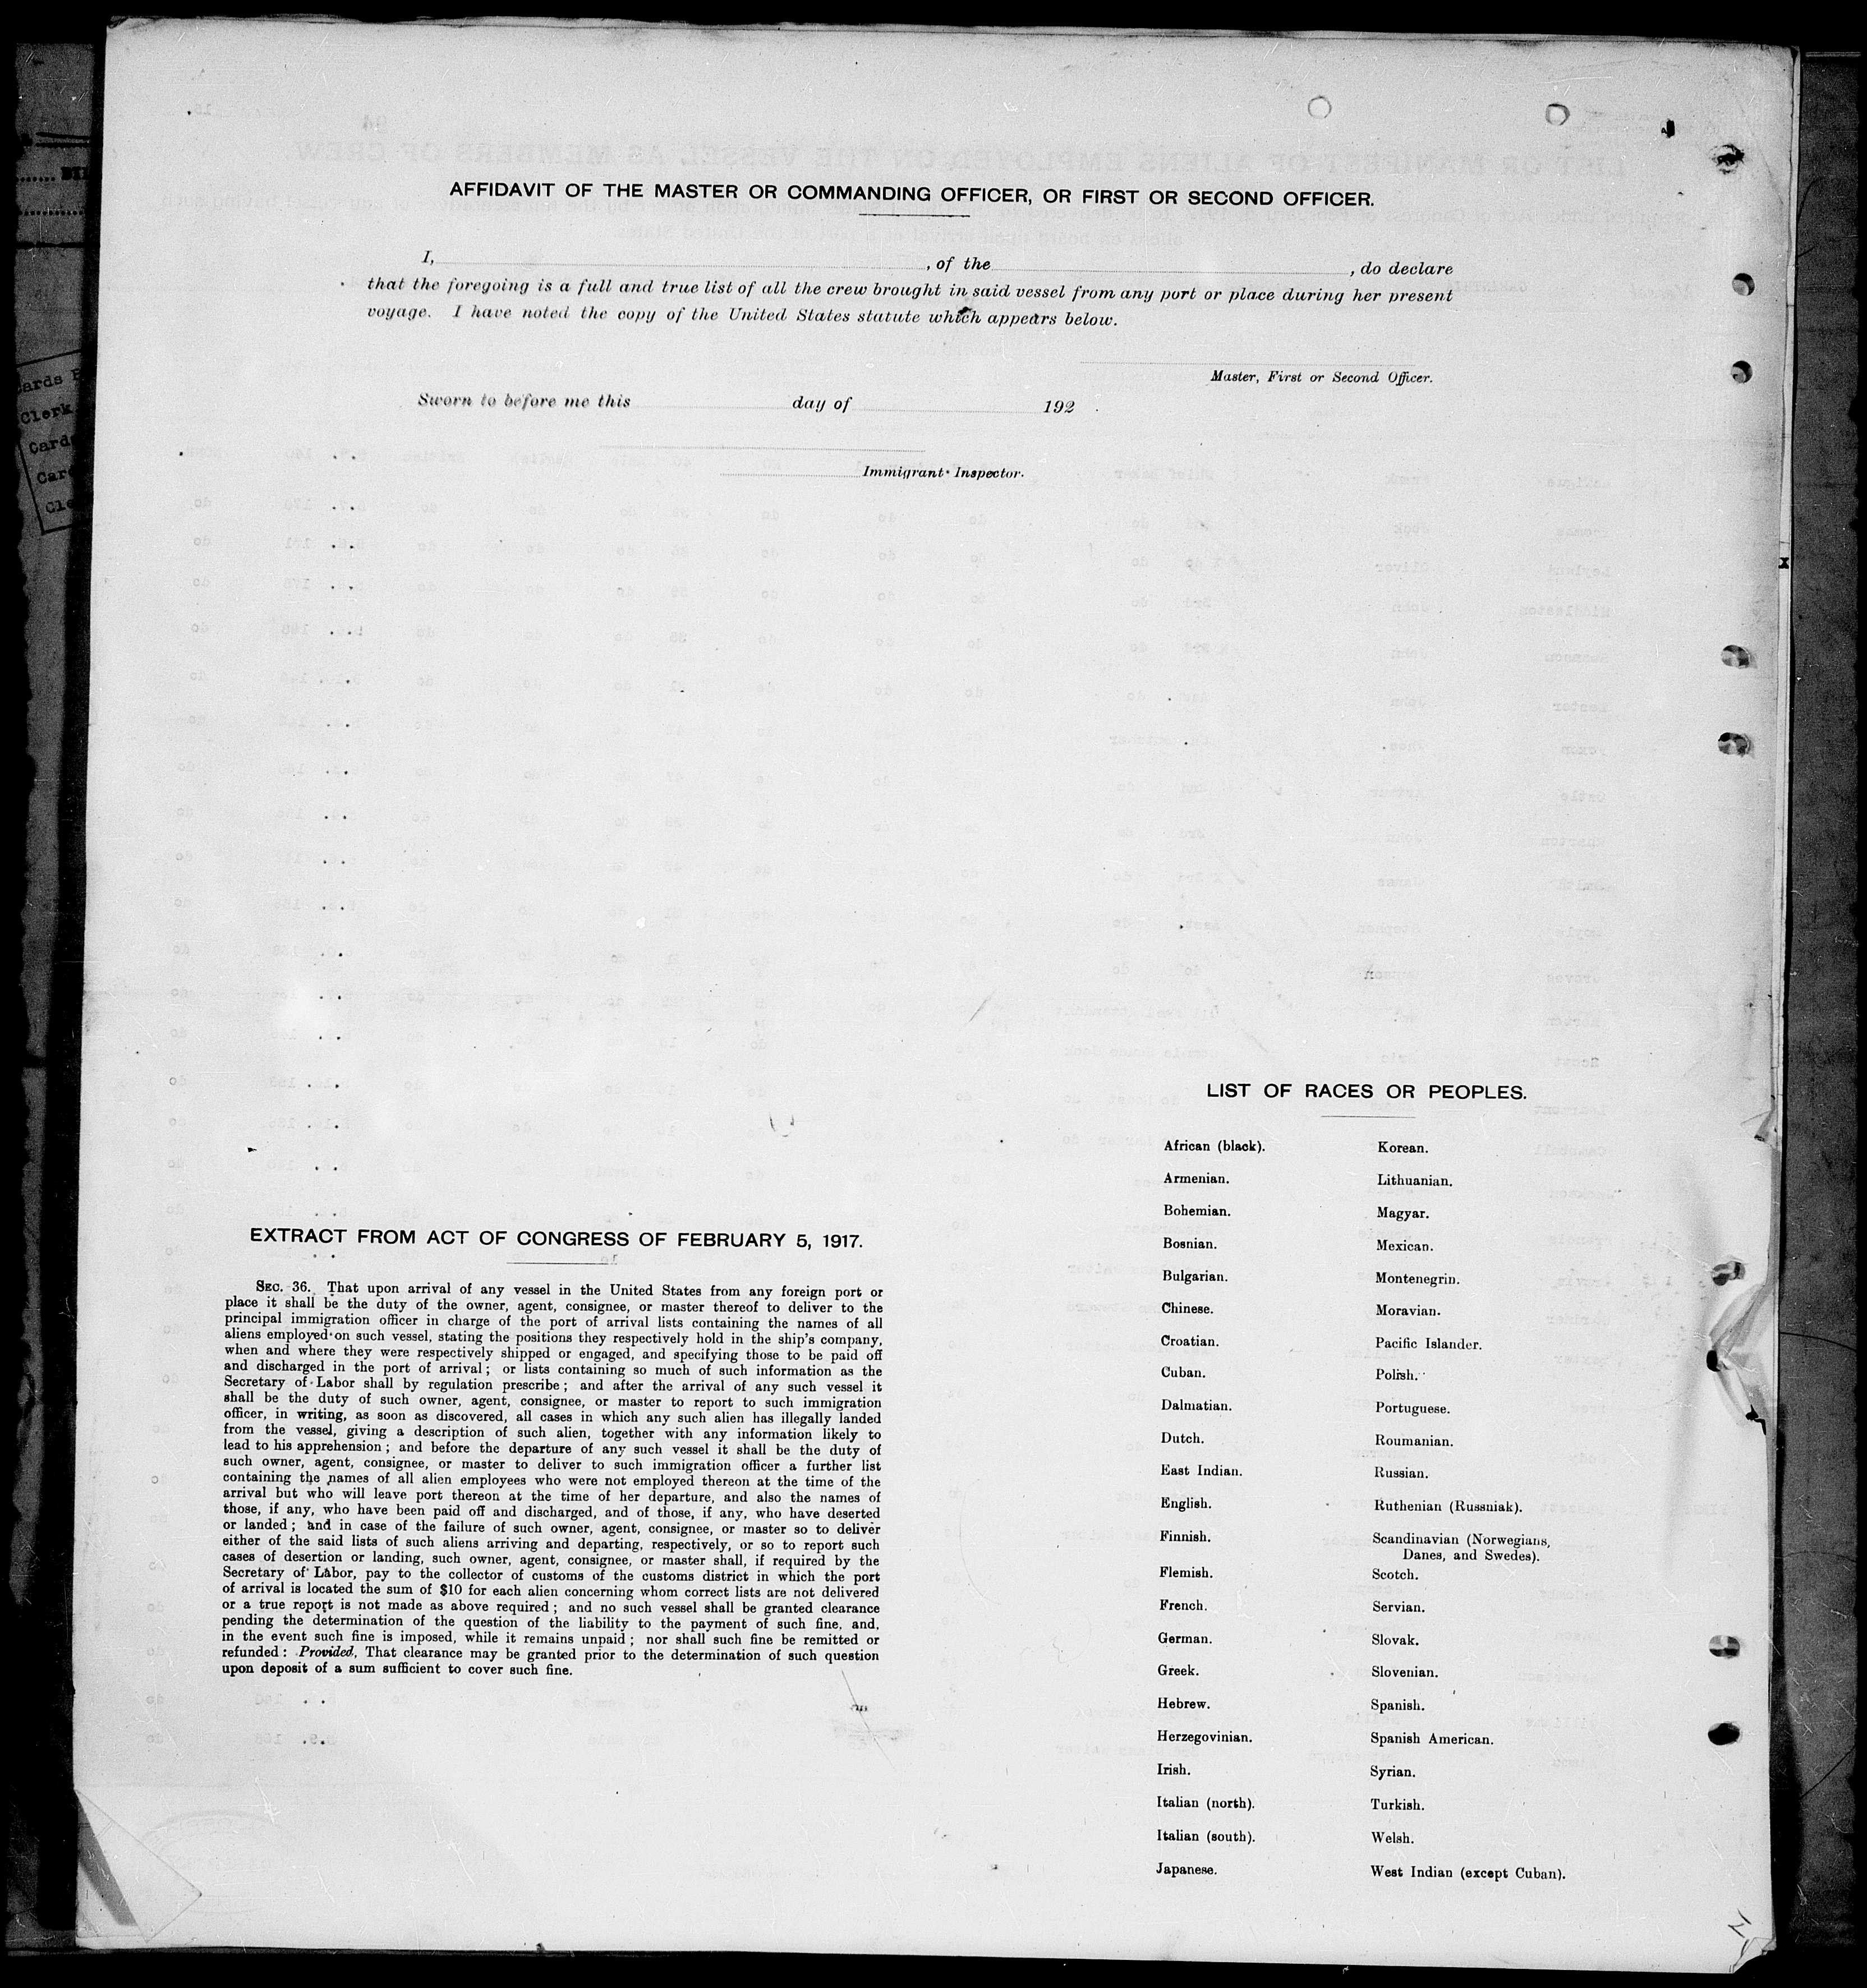 AFFIDAVIT OF THE MASTER OR COMMANDING OFFICER, OR FIRST OR SECOND OFFICER.
I, , of the , do declare
that the foregoing is a full and true list of all the crew brought in said vessel from any port or place during her present
voyage. I have noted the copy of the United States statute which appears below.
Master, First or Second Officer.
Sworn to before me this day of 192 .
Immigrant Inspector.
EXTRACT FROM ACT OF CONGRESS OF FEBRUARY 5, 1917.
SEC. 36. That upon arrival of any vessel in the United States from any foreign port or
place it shall be the duty of the owner, agent, consignee, or master thereof to deliver to the
principal immigration officer in charge of the port of arrival lists containing the names of all
aliens employed on such vessel, stating the positions they respectively hold in the ship's company,
when and where they were respectively shipped or engaged, and specifying those to be paid off
and discharged in the port of arrival; or lists containing so much of such information as the
Secretary of Labor shall by regulation prescribe; and after the arrival of any such vessel it
shall be the duty of such owner, agent, consignee, or master to report to such immigration
officer, in writing, as soon as discovered, all cases in which any such alien has illegally landed
from the vessel, giving a description of such alien, together with any information likely to
lead to his apprehension; and before the departure of any such vessel it shall be the duty of
such owner, agent, consignee, or master to deliver to such immigration officer a further list
containing the names of all alien employees who were not employed thereon at the time of the
arrival but who will leave port thereon at the time of her departure, and also the names of
those, if any, who have been paid off and discharged, and of those, if any, who have deserted
or landed; and in case of the failure of such owner, agent, consignee, or master so to deliver
either of the said lists of such aliens arriving and departing, respectively, or so to report such
cases of desertion or landing, such owner, agent, consignee, or master shall, if required by the
Secretary of Labor, pay to the collector of customs of the customs district in which the port
of arrival is located the sum of $10 for each alien concerning whom correct lists are not delivered
or a true report is not made as above required; and no such vessel shall be granted clearance
pending the determination of the question of the liability to the payment of such fine, and,
in the event such fine is imposed, while it remains unpaid; nor shall such fine be remitted or
refunded: Provided, That clearance may be granted prior to the determination of such question
upon deposit of a sum sufficient to cover such fine.
LIST OF RACES OR PEOPLES.
African (black).
Armenian.
Bohemian.
Bosnian.
Bulgarian.
Chinese.
Croatian.
Cuban.
Dalmatian.
Dutch.
East Indian.
English.
Finnish.
Flemish.
French.
German.
Greek.
Hebrew.
Herzegovinian.
Irish.
Italian (north).
Italian (south).
Japanese.
Korean.
Lithuanian.
Magyar.
Mexican.
Montenegrin.
Moravian.
Pacific Islander.
Polish.
Portuguese.
Roumanian.
Russian.
Ruthenian (Russniak).
Scandinavian (Norwegians,
Danes, and Swedes).
Scotch.
Servian.
Slovak.
Slovenian.
Spanish.
Spanish American.
Syrian.
Turkish.
Welsh.
West Indian (except Cuban).